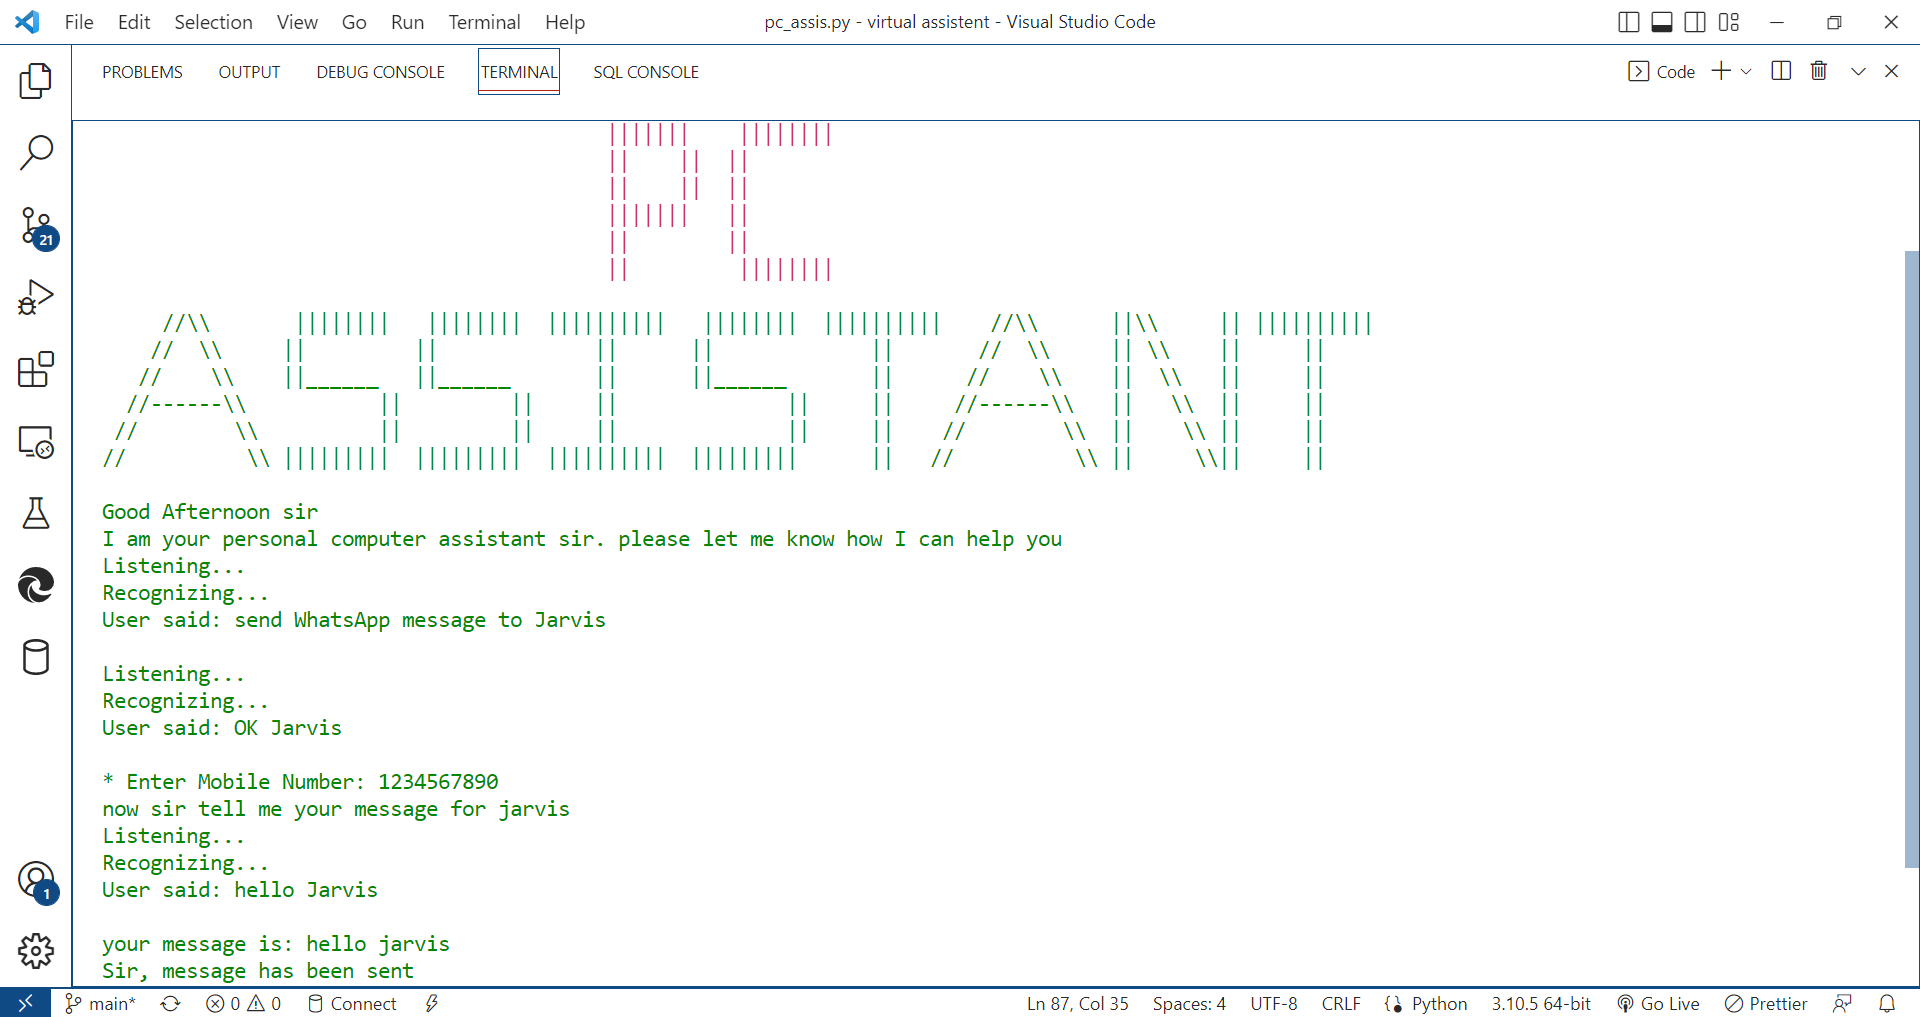 File Edit Selection View Go Run Terminal Help
pc_assis.py - virtual assistent - Visual Studio Code
PROBLEMS OUTPUT DEBUG CONSOLE TERMINAL SQL CONSOLE
Code
PC
ASSISTANT
Good Afternoon sir
I am your personal computer assistant sir. please let me know how I can help you
Listening...
Recognizing...
User said: send WhatsApp message to Jarvis
Listening...
Recognizing...
User said: OK Jarvis
* Enter Mobile Number: 1234567890
now sir tell me your message for jarvis
Listening...
Recognizing...
User said: hello Jarvis
your message is: hello jarvis
Sir, message has been sent
21
1
main* 0 0 Connect Ln 87, Col 35 Spaces: 4 UTF-8 CRLF Python 3.10.5 64-bit Go Live Prettier